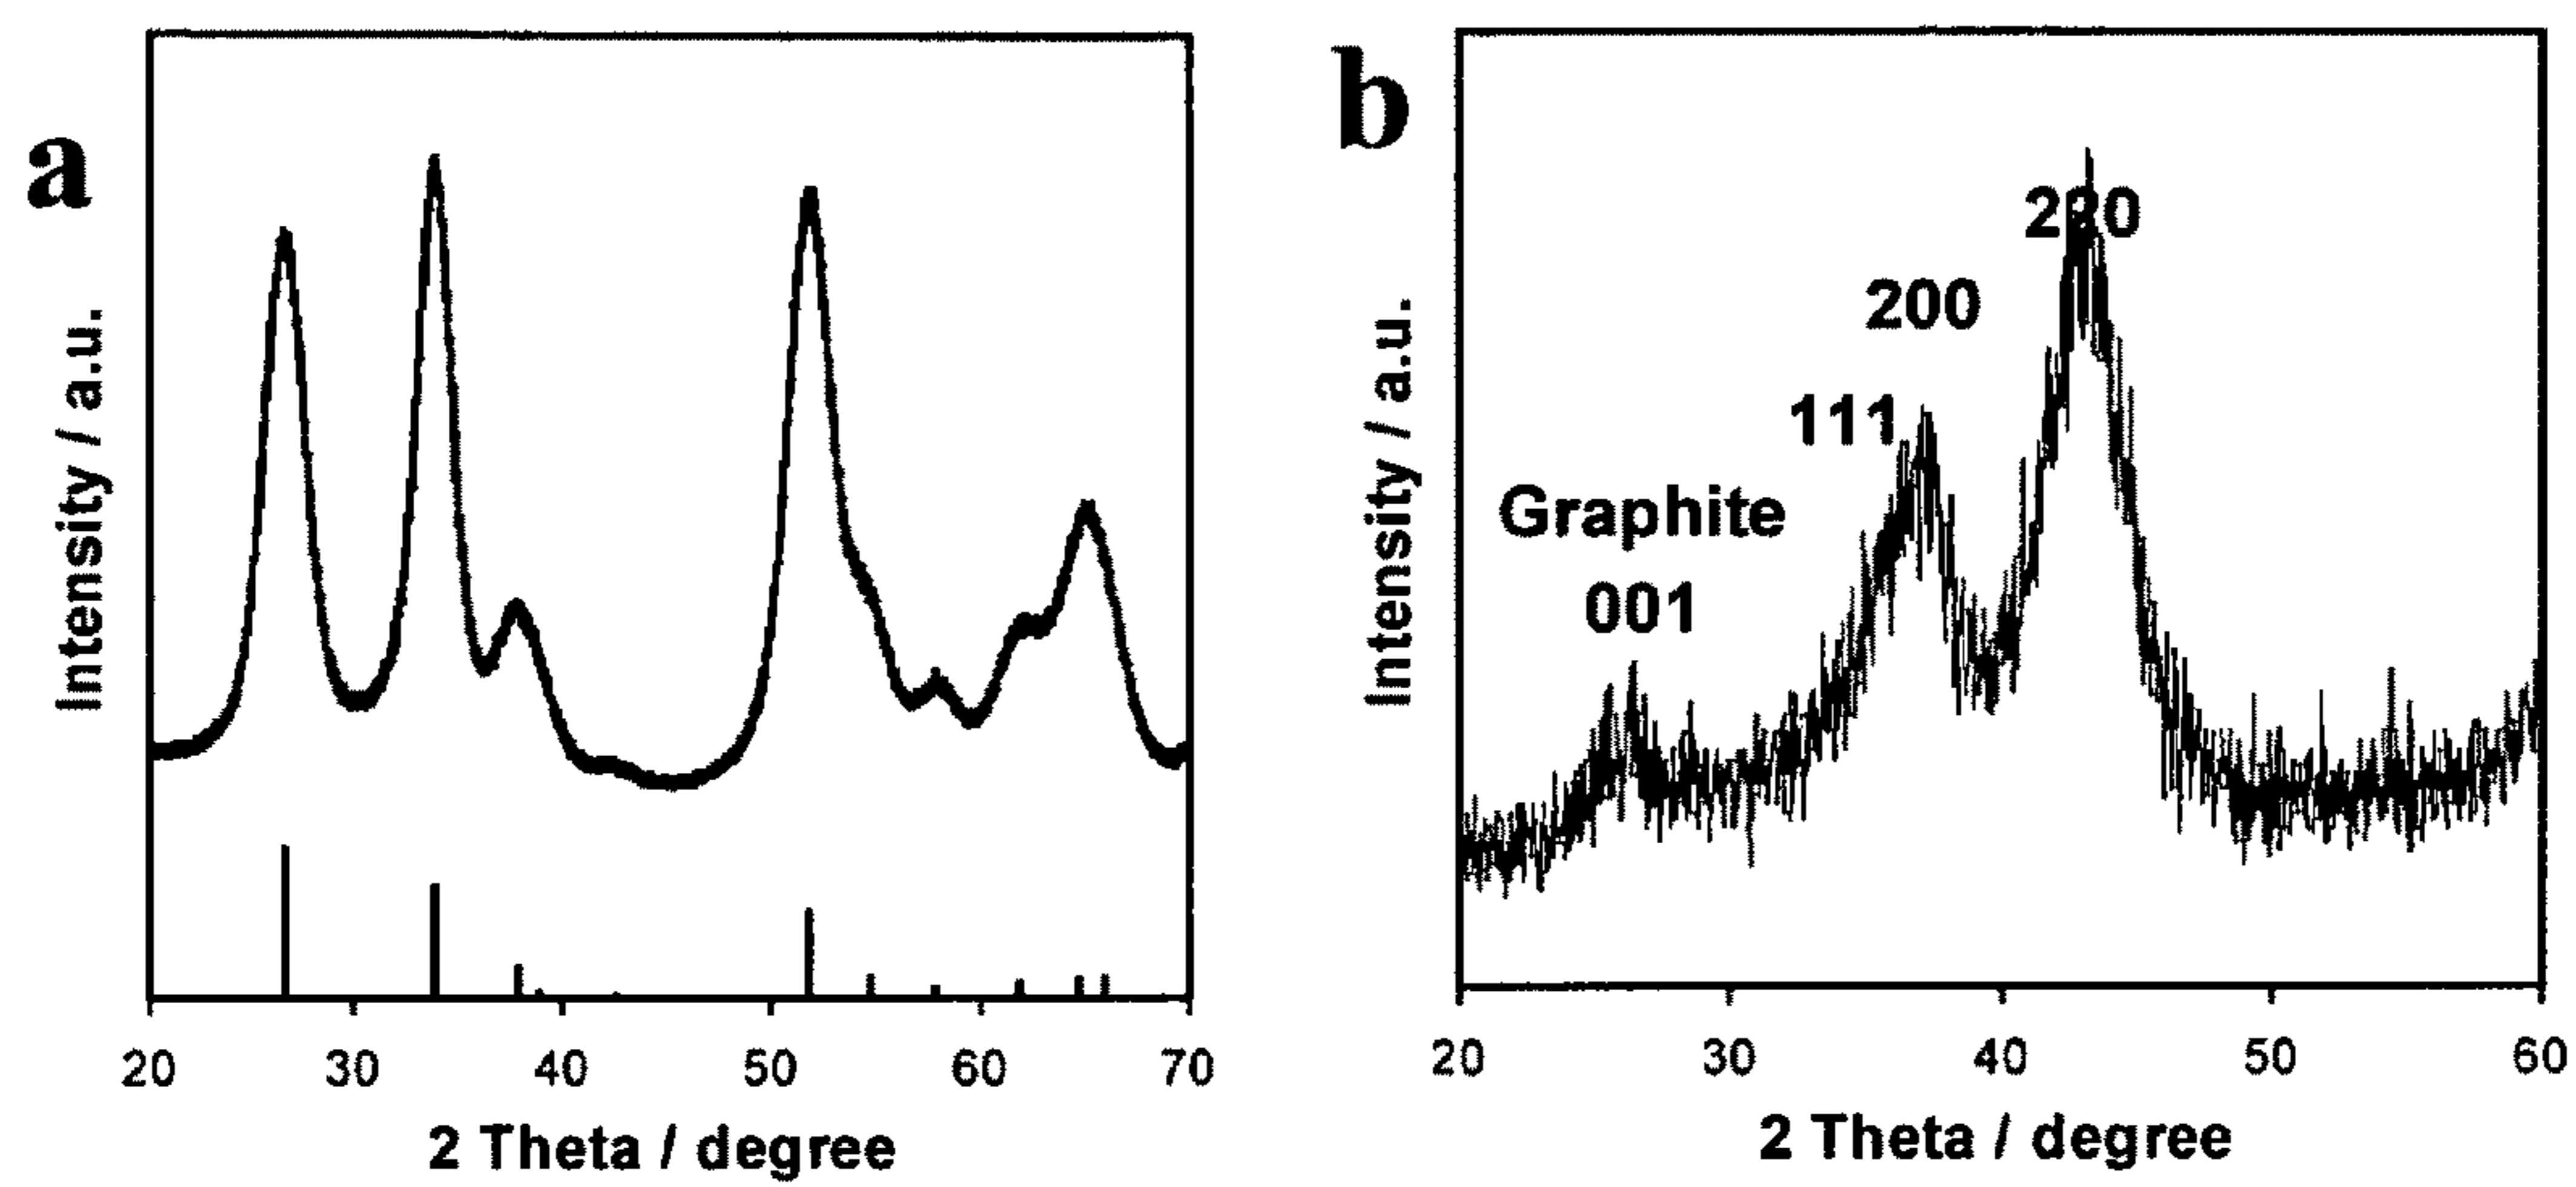 a
Intensity / a.u.
20 30 40 50 60 70
2 Theta / degree
b
Intensity / a.u.
220
200
111
Graphite
001
20 30 40 50 60
2 Theta / degree